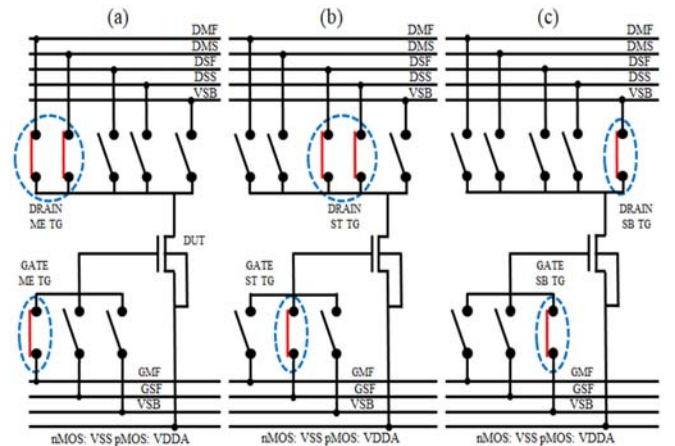 (a) (b) (c)
DMF DMF DMF
DMS DMS DMS
DSF DSF DSF
DSS DSS DSS
VSB VSB VSB
DRAIN DRAIN DRAIN
ME TG ST TG SB TG
DUT
GATE GATE GATE
ME TG ST TG SB TG
GMF GMF GMF
GSF GSF GSF
VSB VSB VSB
nMOS: VSS pMOS: VDDA nMOS: VSS pMOS: VDDA nMOS: VSS pMOS: VDDA